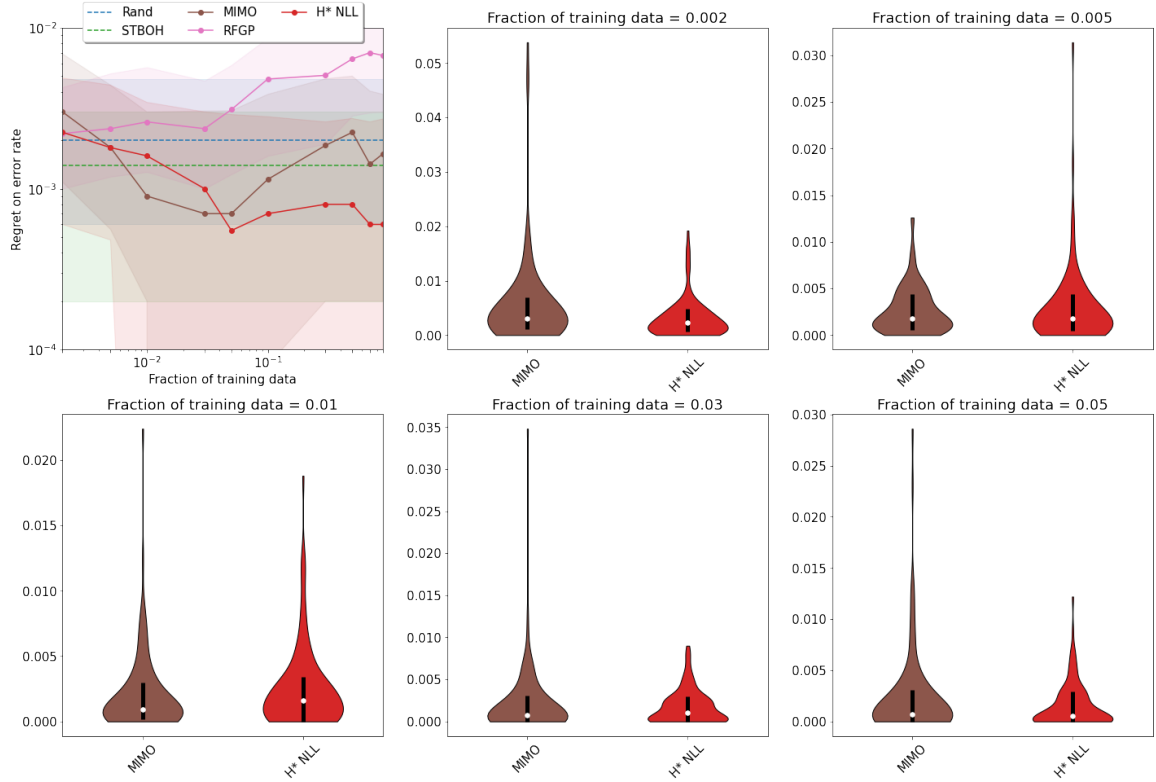 Rand
STBOH
MIMO
RFGP
H* NLL
10⁻²
10⁻³
10⁻⁴
Regret on error rate
10⁻² 10⁻¹
Fraction of training data
Fraction of training data = 0.002
0.05
0.04
0.03
0.02
0.01
0.00
MIMO
H* NLL
Fraction of training data = 0.005
0.030
0.025
0.020
0.015
0.010
0.005
0.000
MIMO
H* NLL
Fraction of training data = 0.01
0.020
0.015
0.010
0.005
0.000
MIMO
H* NLL
Fraction of training data = 0.03
0.035
0.030
0.025
0.020
0.015
0.010
0.005
0.000
MIMO
H* NLL
Fraction of training data = 0.05
0.030
0.025
0.020
0.015
0.010
0.005
0.000
MIMO
H* NLL